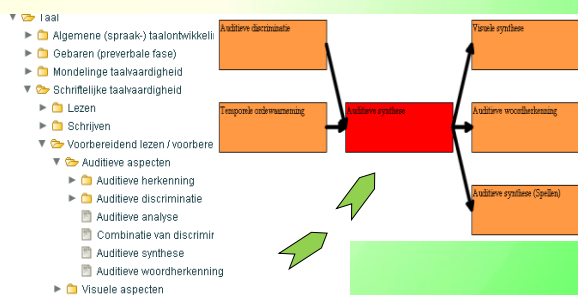 Taal
Algemene (spraak-) taalontwikkeli
Gebaren (preverbale fase)
Mondelinge taalvaardigheid
Schriftelijke taalvaardigheid
Lezen
Schrijven
Voorbereidend lezen / voorbere
Auditieve aspecten
Auditieve herkenning
Auditieve discriminatie
Auditieve analyse
Combinatie van discrimir
Auditieve synthese
Auditieve woordherkenning
Visuele aspecten
Auditieve discriminatie
Visuele synthese
Temporele ordewaarneming
Auditieve synthese
Auditieve woordherkenning
Auditieve synthese (Spellen)